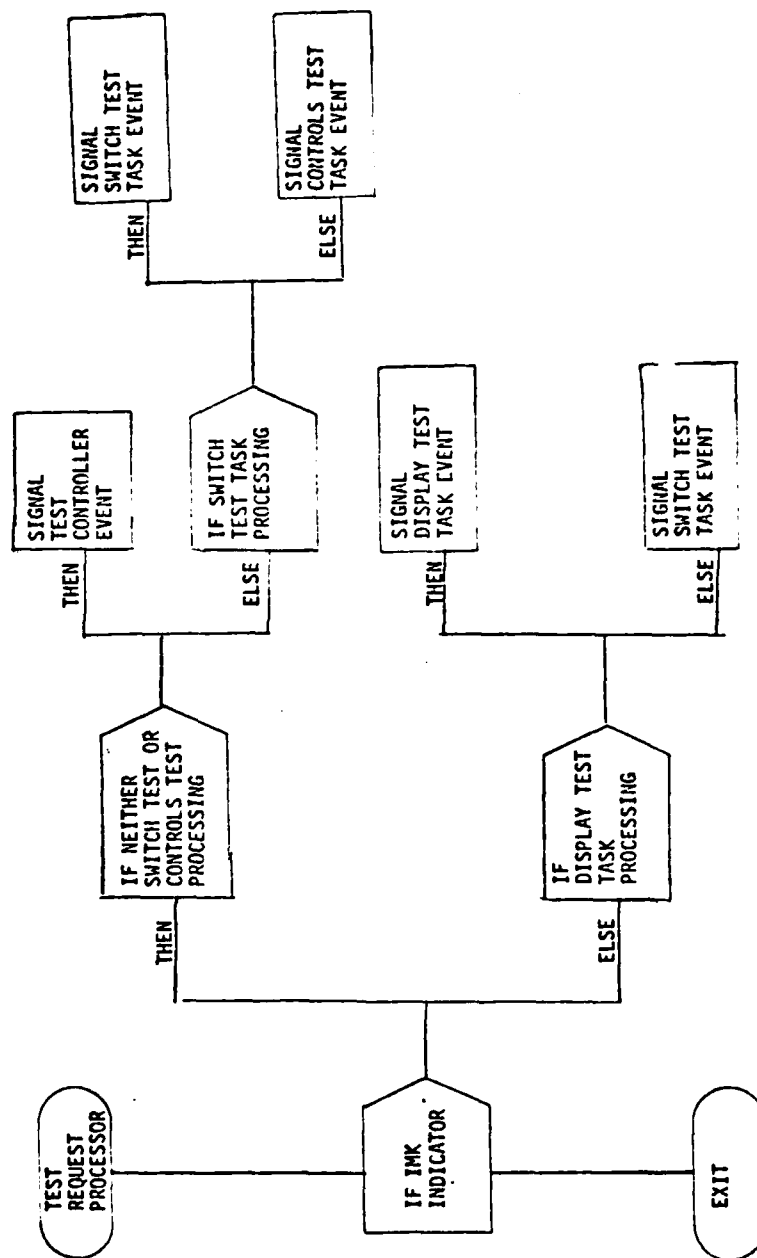 TEST
REQUEST
PROCESSOR
IF IMK
INDICATOR
EXIT
THEN
IF NEITHER
SWITCH TEST OR
CONTROLS TEST
PROCESSING
THEN
SIGNAL
TEST
CONTROLLER
EVENT
ELSE
IF SWITCH
TEST TASK
PROCESSING
THEN
SIGNAL
SWITCH TEST
TASK EVENT
ELSE
SIGNAL
CONTROLS TEST
TASK EVENT
ELSE
IF
DISPLAY TEST
TASK
PROCESSING
THEN
SIGNAL
DISPLAY TEST
TASK EVENT
ELSE
SIGNAL
SWITCH TEST
TASK EVENT